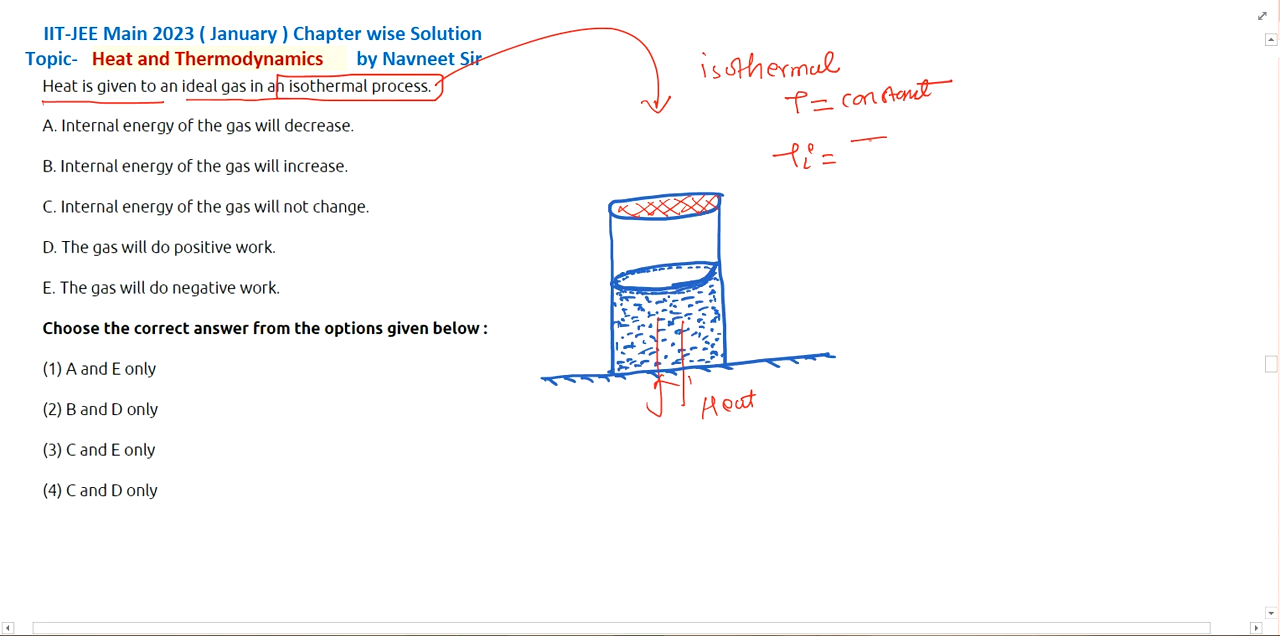 IIT-JEE Main 2023 ( January ) Chapter wise Solution
Topic- Heat and Thermodynamics by Navneet Sir
Heat is given to an ideal gas in an isothermal process.
A. Internal energy of the gas will decrease.
B. Internal energy of the gas will increase.
C. Internal energy of the gas will not change.
D. The gas will do positive work.
E. The gas will do negative work.
Choose the correct answer from the options given below :
(1) A and E only
(2) B and D only
(3) C and E only
(4) C and D only
isothermal
T = constant
Ti =
Heat